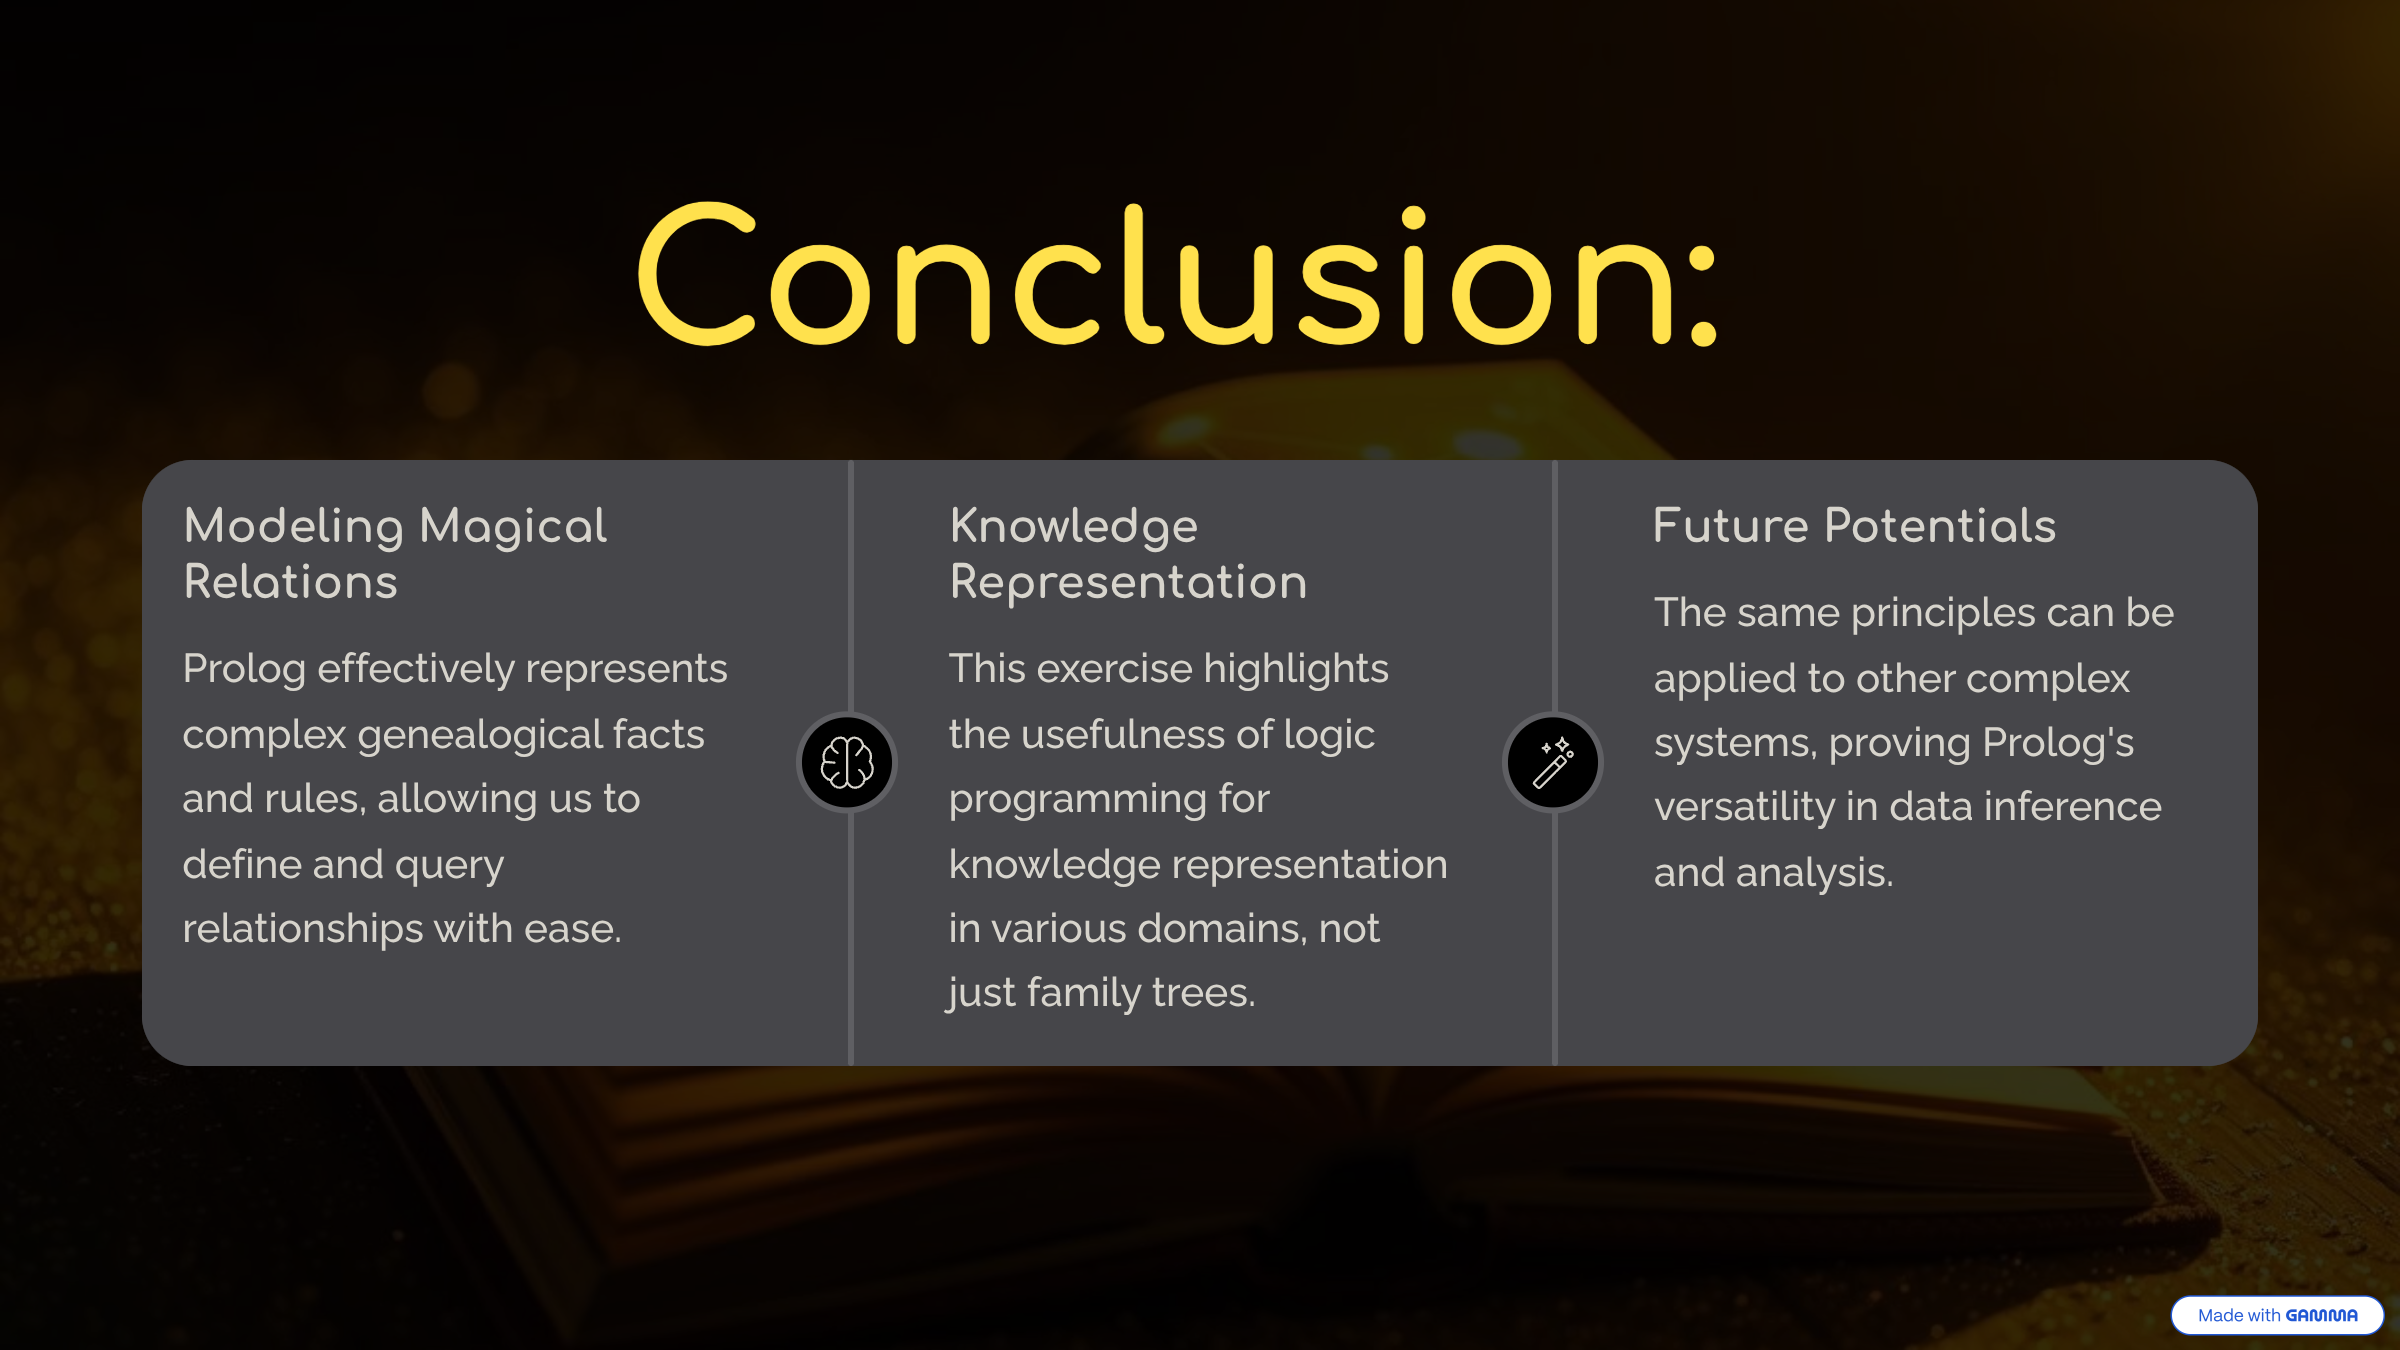 Conclusion:
Modeling Magical
Relations
Prolog effectively represents
complex genealogical facts
and rules, allowing us to
define and query
relationships with ease.
Knowledge
Representation
This exercise highlights
the usefulness of logic
programming for
knowledge representation
in various domains, not
just family trees.
Future Potentials
The same principles can be
applied to other complex
systems, proving Prolog's
versatility in data inference
and analysis.
Made with GAMMA